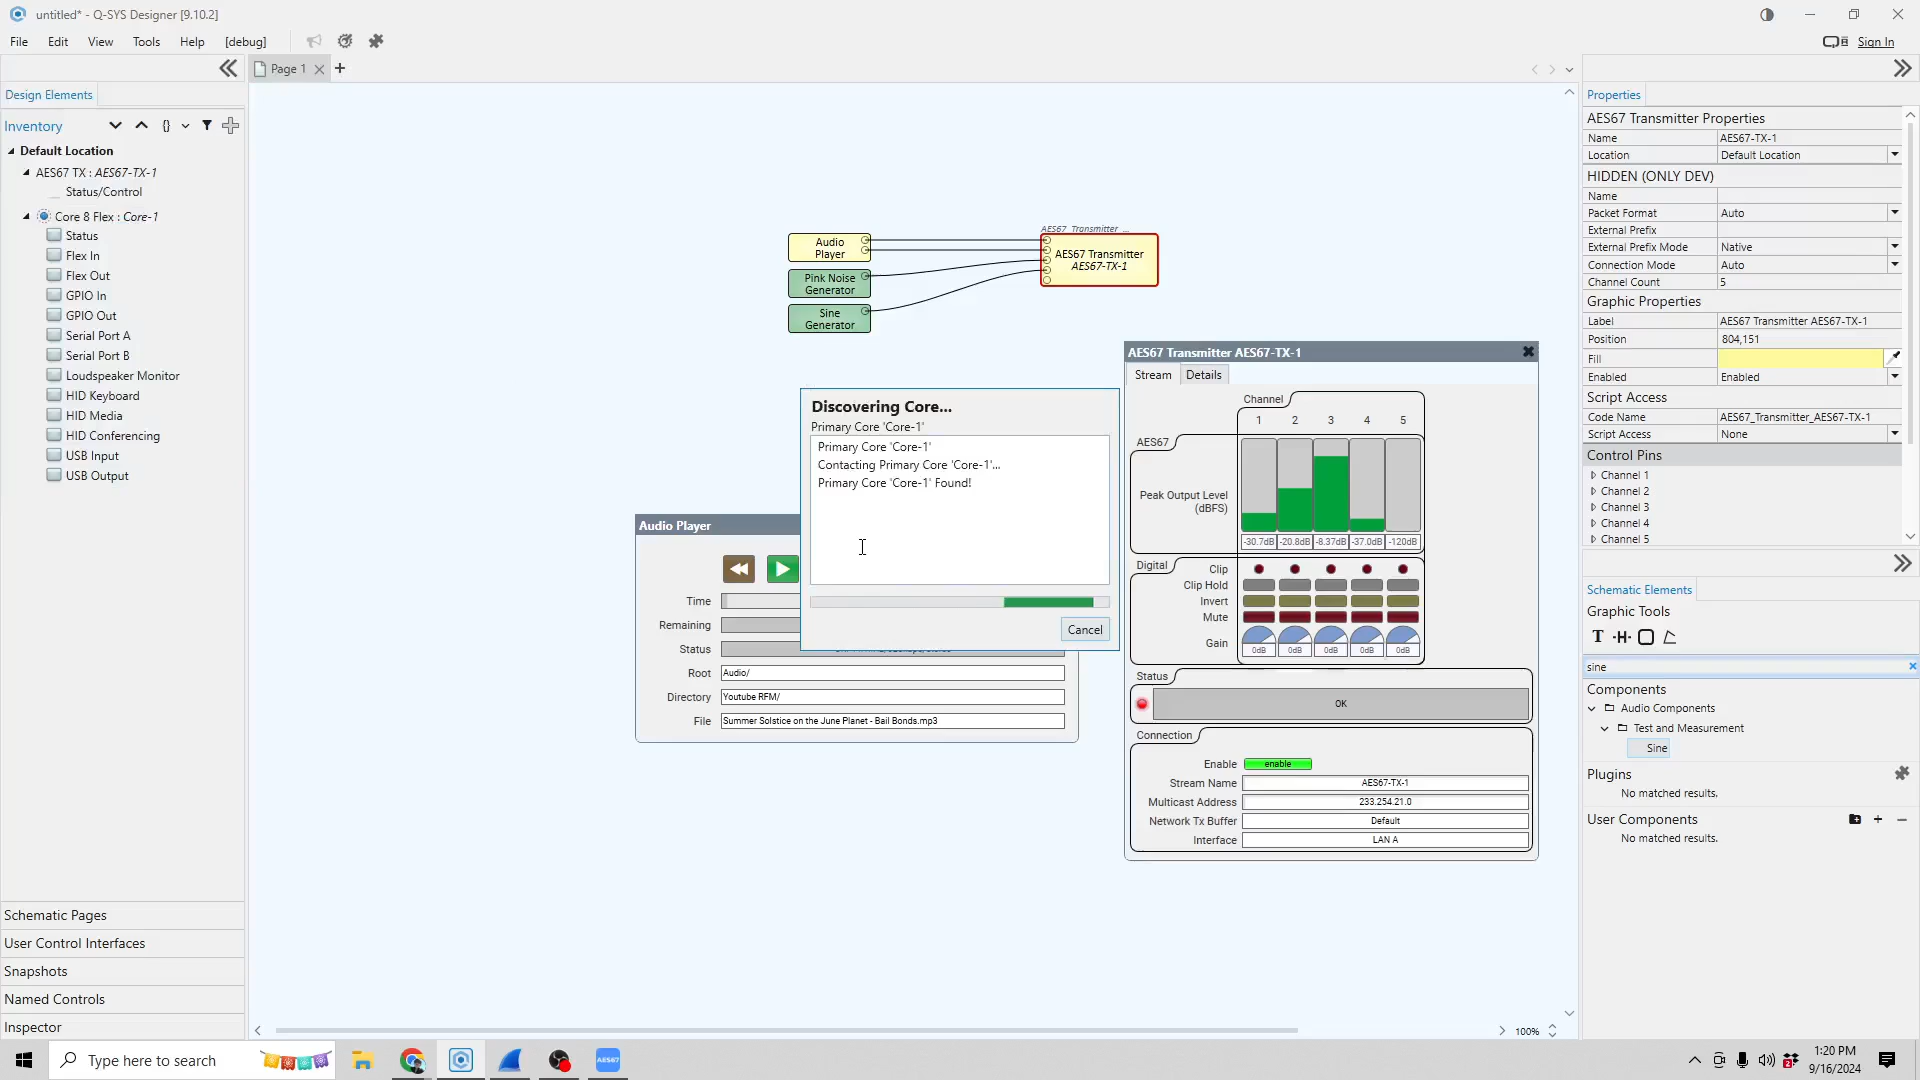 untitled* - Q-SYS Designer [9.10.2]
File Edit View Tools Help [debug]
Sign In
Page 1
Design Elements
Inventory
{}
Default Location
AES67 TX : AES67-TX-1
Status/Control
Core 8 Flex : Core-1
Status
Flex In
Flex Out
GPIO In
GPIO Out
Serial Port A
Serial Port B
Loudspeaker Monitor
HID Keyboard
HID Media
HID Conferencing
USB Input
USB Output
Schematic Pages
User Control Interfaces
Snapshots
Named Controls
Inspector
Audio Player
Pink Noise Generator
Sine Generator
AES67 Transmitter ...
AES67 Transmitter
AES67-TX-1
Discovering Core...
Primary Core 'Core-1'
Primary Core 'Core-1'
Contacting Primary Core 'Core-1'...
Primary Core 'Core-1' Found!
Cancel
Audio Player
Time
Remaining
Status
Root Audio/
Directory Youtube RFM/
File Summer Solstice on the June Planet - Bail Bonds.mp3
AES67 Transmitter AES67-TX-1
Stream Details
Channel
1 2 3 4 5
AES67
Peak Output Level (dBFS)
-30.7dB -20.8dB -8.37dB -37.0dB -120dB
Digital
Clip
Clip Hold
Invert
Mute
Gain
0dB 0dB 0dB 0dB 0dB
Status
OK
Connection
Enable enable
Stream Name AES67-TX-1
Multicast Address 233.254.21.0
Network Tx Buffer Default
Interface LAN A
100%
Properties
AES67 Transmitter Properties
Name AES67-TX-1
Location Default Location
HIDDEN (ONLY DEV)
Name
Packet Format Auto
External Prefix
External Prefix Mode Native
Connection Mode Auto
Channel Count 5
Graphic Properties
Label AES67 Transmitter AES67-TX-1
Position 804,151
Fill
Enabled Enabled
Script Access
Code Name AES67_Transmitter_AES67-TX-1
Script Access None
Control Pins
Channel 1
Channel 2
Channel 3
Channel 4
Channel 5
Schematic Elements
Graphic Tools
T H
sine
Components
Audio Components
Test and Measurement
Sine
Plugins
No matched results.
User Components
No matched results.
Type here to search
AES67
2
1:20 PM
9/16/2024